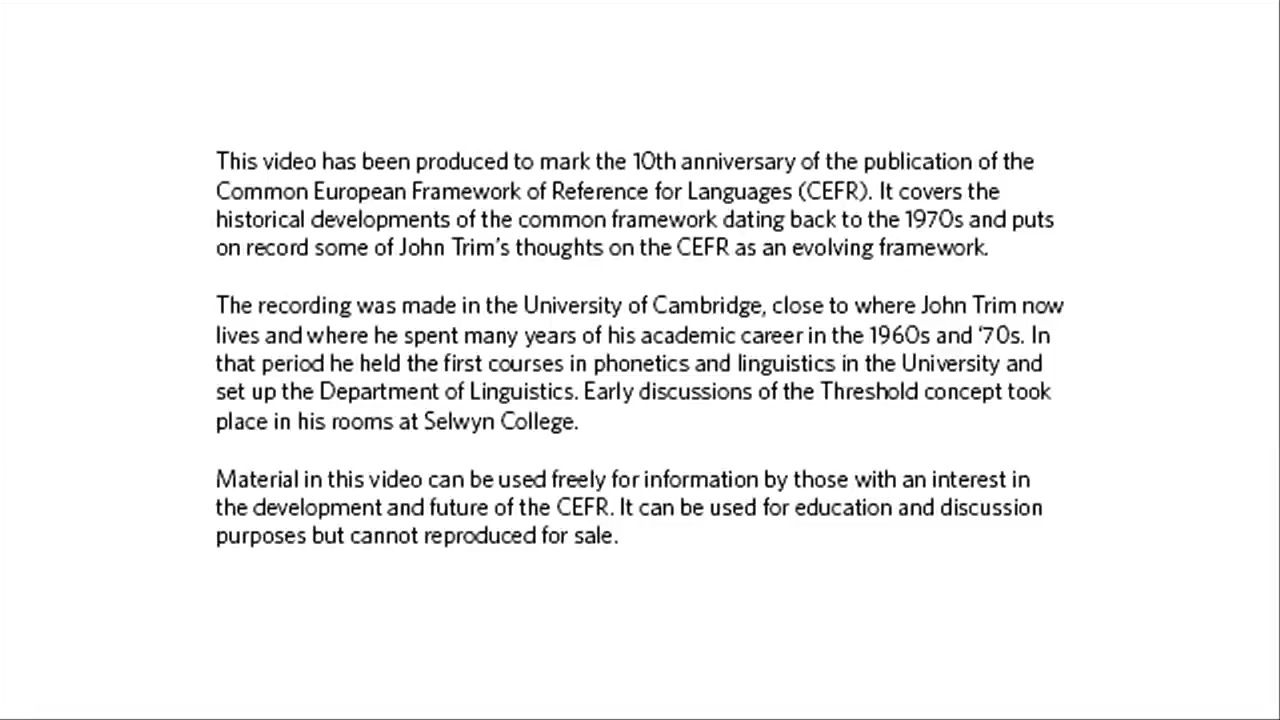 This video has been produced to mark the 10th anniversary of the publication of the
Common European Framework of Reference for Languages (CEFR). It covers the
historical developments of the common framework dating back to the 1970s and puts
on record some of John Trim's thoughts on the CEFR as an evolving framework.
The recording was made in the University of Cambridge, close to where John Trim now
lives and where he spent many years of his academic career in the 1960s and ‘70s. In
that period he held the first courses in phonetics and linguistics in the University and
set up the Department of Linguistics. Early discussions of the Threshold concept took
place in his rooms at Selwyn College.
Material in this video can be used freely for information by those with an interest in
the development and future of the CEFR. It can be used for education and discussion
purposes but cannot reproduced for sale.